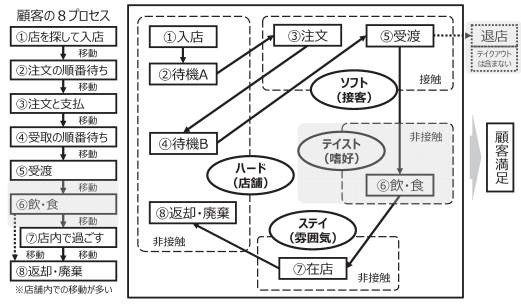 顧客の8プロセス
①店を探して入店
移動
②注文の順番待ち
移動
③注文と支払
移動
④受取の順番待ち
移動
⑤受渡
移動
⑥飲・食
移動
⑦店内で過ごす
移動
移動
⑧返却・廃棄
※店舗内での移動が多い
①入店
②待機A
④待機B
ハード
(店舗)
⑧返却・廃棄
非接触
③注文
⑤受渡
ソフト
(接客)
接触
退店
テイクアウト
は含まない
非接触
テイスト
(嗜好)
⑥飲・食
ステイ
(雰囲気)
⑦在店
非接触
顧客満足